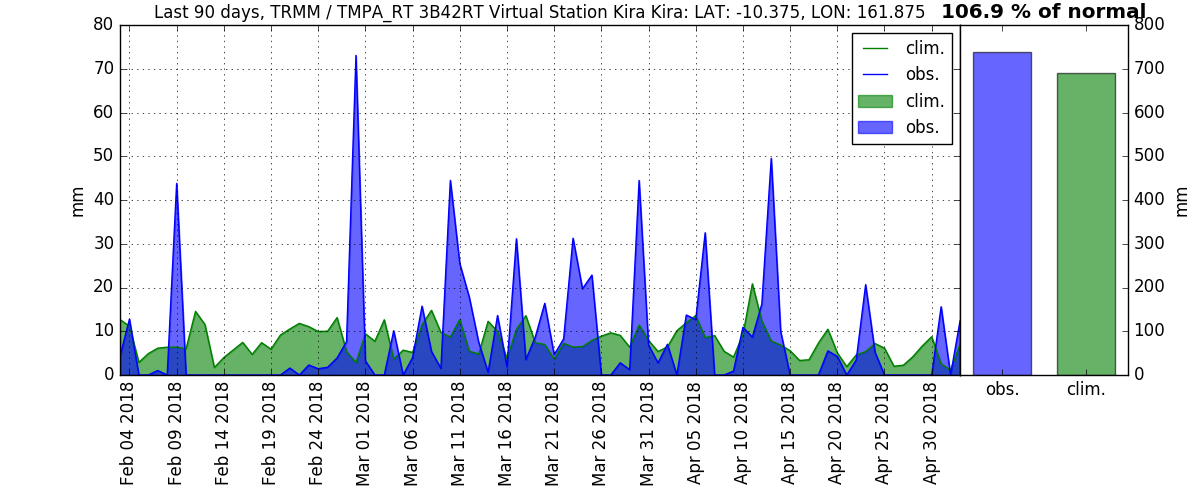 Last 90 days, TRMM / TMPA_RT 3B42RT Virtual Station Kira Kira: LAT: -10.375, LON: 161.875 106.9 % of normal
80
70
60
50
40
30
20
10
0
mm
clim.
obs.
clim.
obs.
800
700
600
500
400
300
200
100
0
mm
Feb 04 2018
Feb 09 2018
Feb 14 2018
Feb 19 2018
Feb 24 2018
Mar 01 2018
Mar 06 2018
Mar 11 2018
Mar 16 2018
Mar 21 2018
Mar 26 2018
Mar 31 2018
Apr 05 2018
Apr 10 2018
Apr 15 2018
Apr 20 2018
Apr 25 2018
Apr 30 2018
obs.
clim.